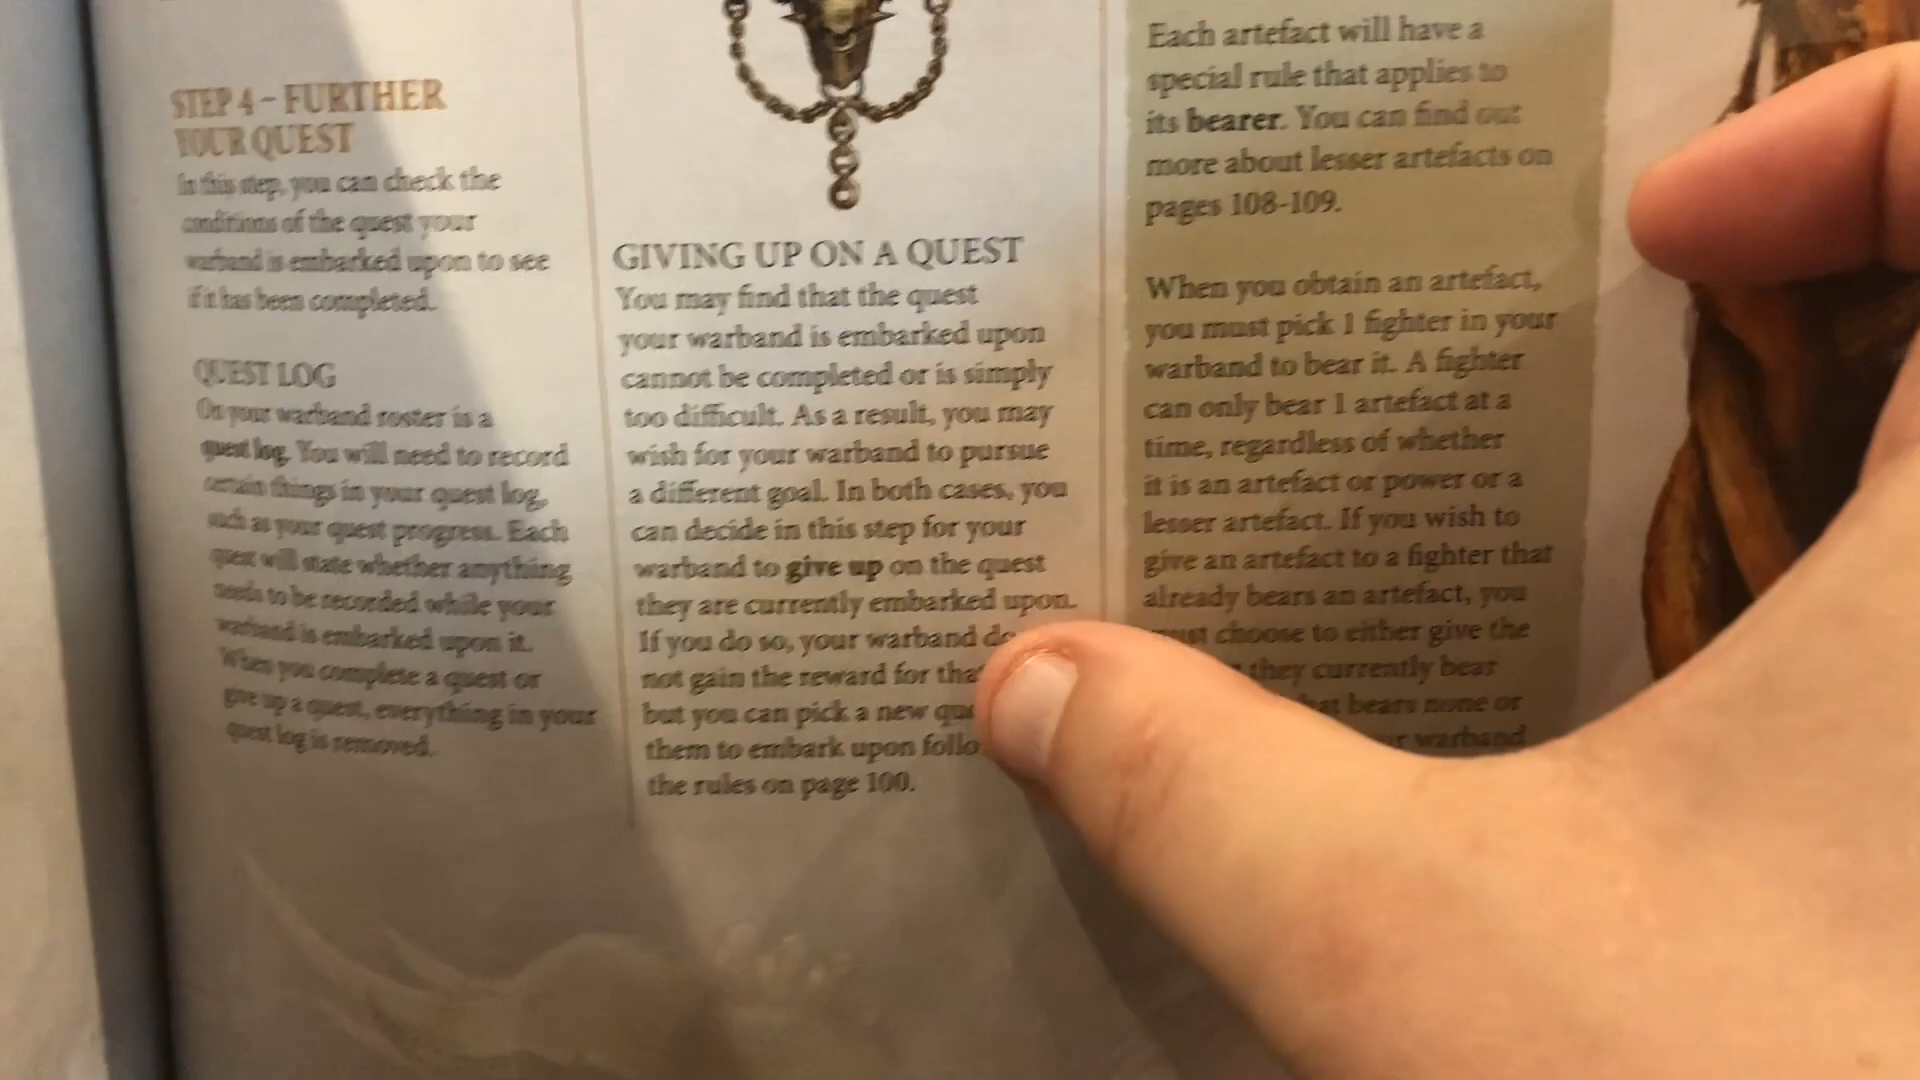 STEP 4 – FURTHER
YOUR QUEST
In this step, you can check the
conditions of the quest your
warband is embarked upon to see
if it has been completed.
QUEST LOG
On your warband roster is a
quest log. You will need to record
certain things in your quest log,
such as your quest progress. Each
quest will state whether anything
needs to be recorded while your
warband is embarked upon it.
When you complete a quest or
give up a quest, everything in your
quest log is removed.
GIVING UP ON A QUEST
You may find that the quest
your warband is embarked upon
cannot be completed or is simply
too difficult. As a result, you may
wish for your warband to pursue
a different goal. In both cases, you
can decide in this step for your
warband to give up on the quest
they are currently embarked upon.
If you do so, your warband do
not gain the reward for
but you can pick a new
them to embark upon
the rules on page 100.
Each artefact will have a
special rule that applies to
its bearer. You can find out
more about lesser artefacts on
pages 108-109.
When you obtain an artefact,
you must pick 1 fighter in your
warband to bear it. A fighter
can only bear 1 artefact at a
time, regardless of whether
it is an artefact or power or a
lesser artefact. If you wish to
give an artefact to a fighter that
already bears an artefact, you
must choose to either give the
they currently bear
bears none or
warband